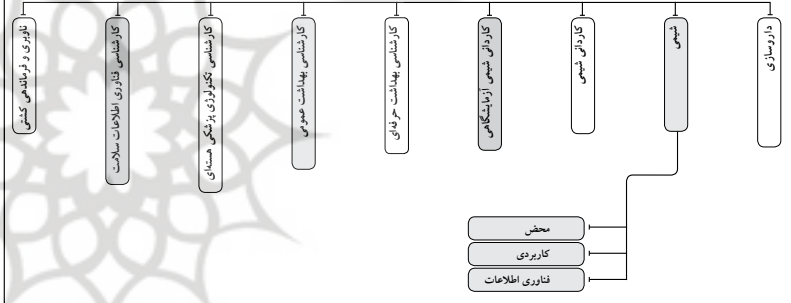 داروسازی
شیمی
کاردانی شیمی
کاردانی شیمی آزمایشگاهی
کارشناسی بهداشت حرفه‌ای
کارشناسی بهداشت عمومی
کارشناسی تکنولوژی پزشکی هسته‌ای
کارشناسی فناوری اطلاعات سلامت
ناوبری و فرماندهی کشتی
محض
کاربردی
فناوری اطلاعات